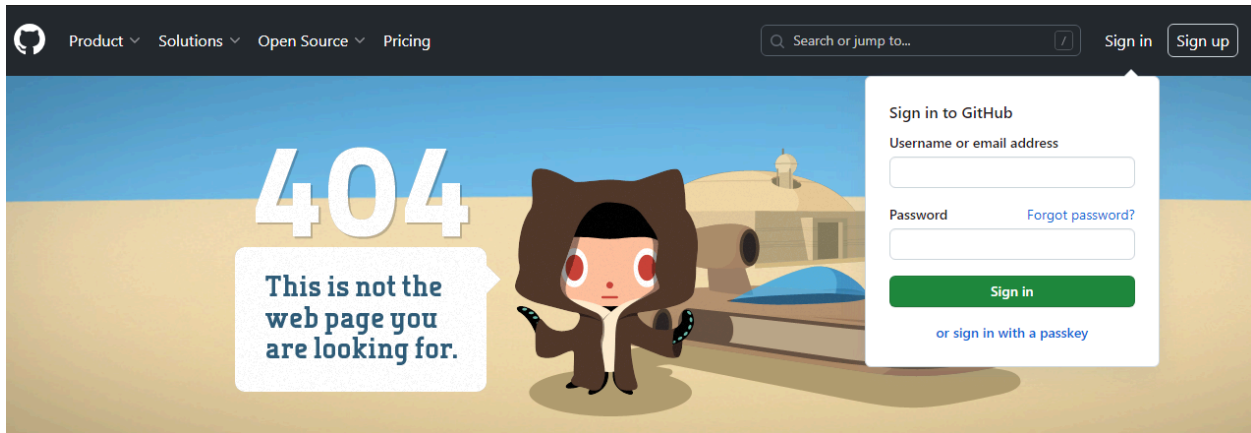 Product Solutions Open Source Pricing Search or jump to... / Sign in Sign up
404
This is not the
web page you
are looking for.
Sign in to GitHub
Username or email address
Password Forgot password?
Sign in
or sign in with a passkey